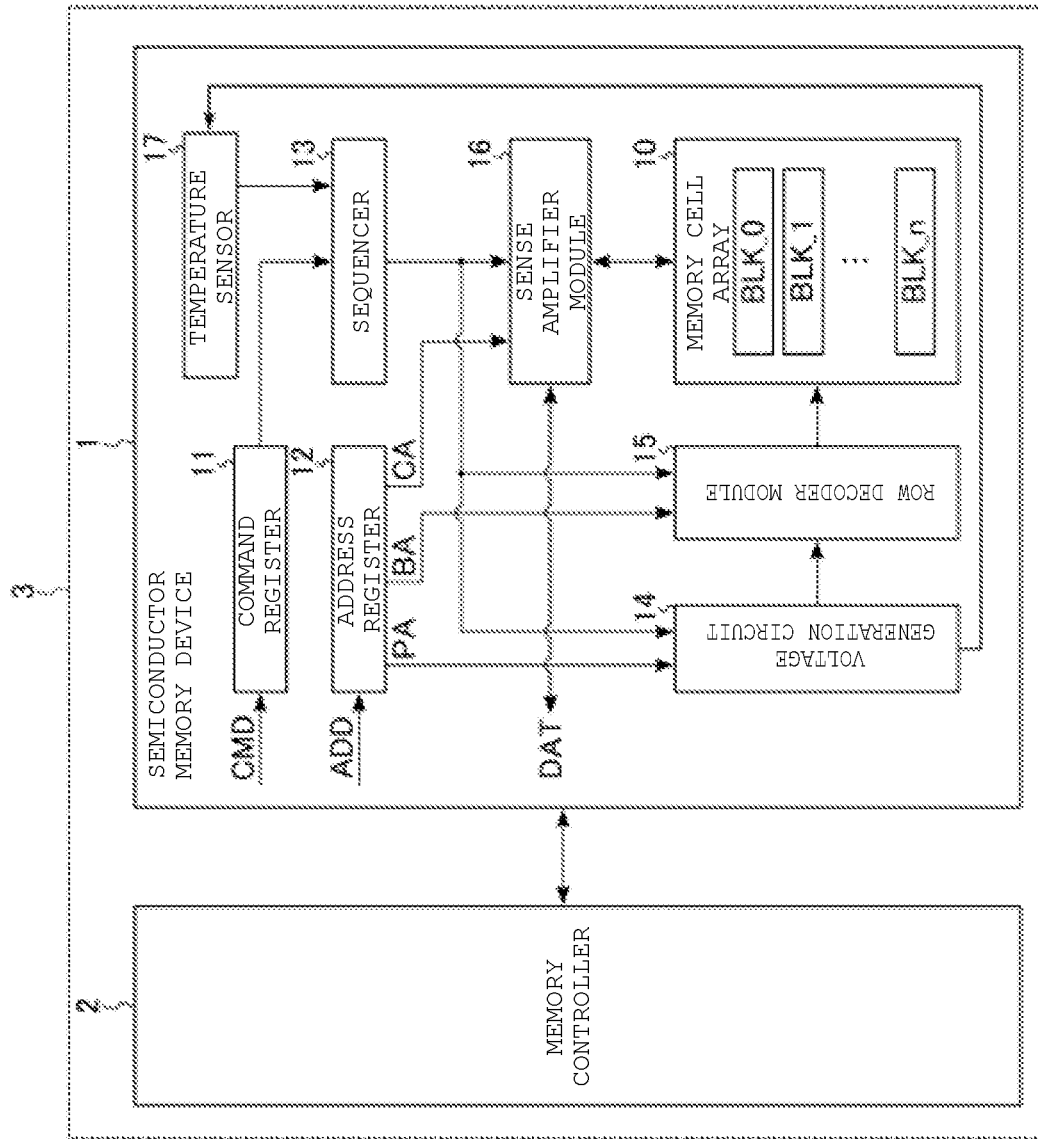 3
2
MEMORY
CONTROLLER
1
SEMICONDUCTOR
MEMORY DEVICE
CMD
11
COMMAND
REGISTER
17
TEMPERATURE
SENSOR
ADD
12
ADDRESS
REGISTER
13
SEQUENCER
PA
BA
CA
DAT
16
SENSE
AMPLIFIER
MODULE
14
VOLTAGE
GENERATION CIRCUIT
15
ROW DECODER MODULE
10
MEMORY CELL
ARRAY
BLK_0
BLK_1
...
BLK_n